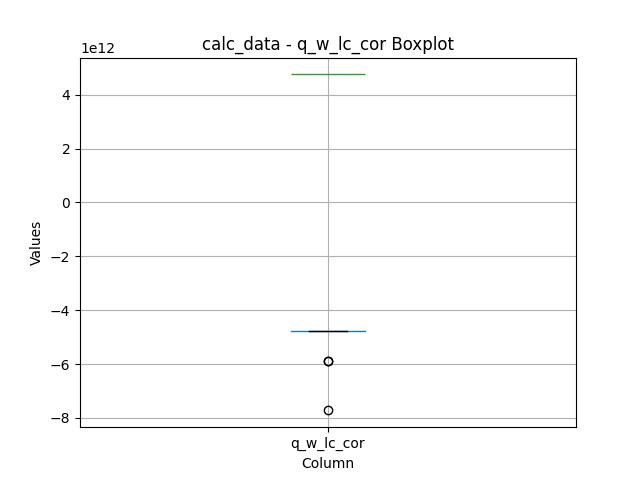 calc_data - q_w_lc_cor Boxplot
1e12
4
2
0
−2
−4
−6
−8
Values
q_w_lc_cor
Column